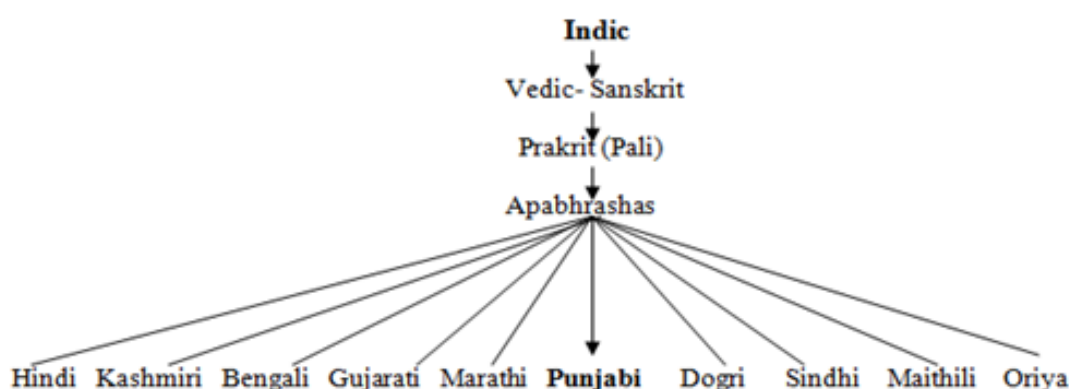 Indic
Vedic- Sanskrit
Prakrit (Pali)
Apabhrashas
Hindi Kashmiri Bengali Gujarati Marathi Punjabi Dogri Sindhi Maithili Oriya